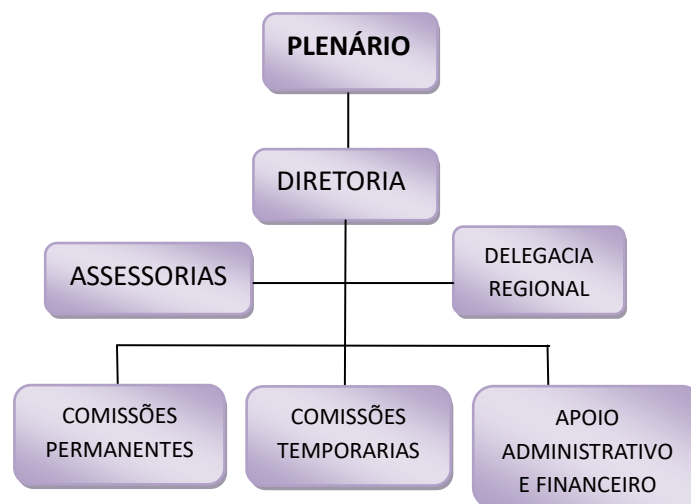 PLENÁRIO
DIRETORIA
ASSESSORIAS
DELEGACIA
REGIONAL
COMISSÕES
PERMANENTES
COMISSÕES
TEMPORARIAS
APOIO
ADMINISTRATIVO
E FINANCEIRO